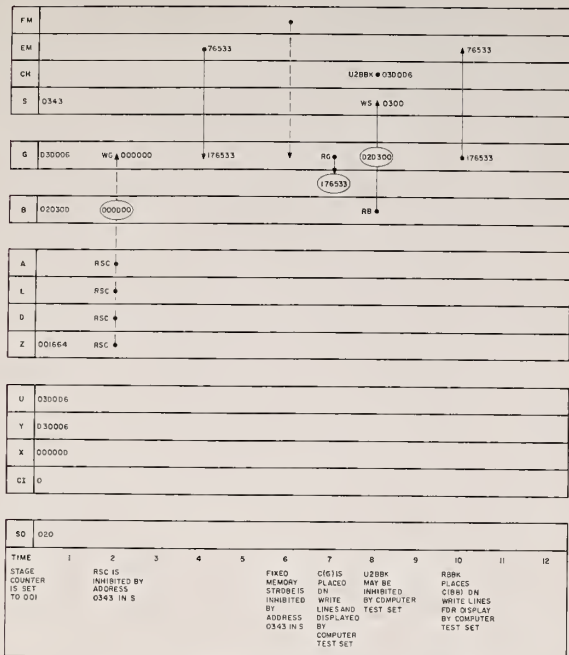 FM
EM 76533 76533
CH U2BBK 030006
S 0343 WS 0300
G 030006 WG 000000 176533 RG 020300 176533
176533
B 020300 000000 RB
A RSC
L RSC
D RSC
Z 001664 RSC
U 030006
Y 030006
X 000000
CI 0
SQ 020
TIME 1 2 3 4 5 6 7 8 9 10 11 12
STAGE RSC IS FIXED C(G) IS U2BBK RBBK
COUNTER INHIBITED BY MEMORY PLACED MAY BE PLACES
IS SET ADDRESS STROBE IS ON INHIBITED C(BB) ON
TO 001 0343 IN S INHIBITED WRITE BY COMPUTER WRITE LINES
BY LINES AND TEST SET FOR DISPLAY
ADDRESS DISPLAYED BY COMPUTER
0343 IN S BY TEST SET
COMPUTER
TEST SET